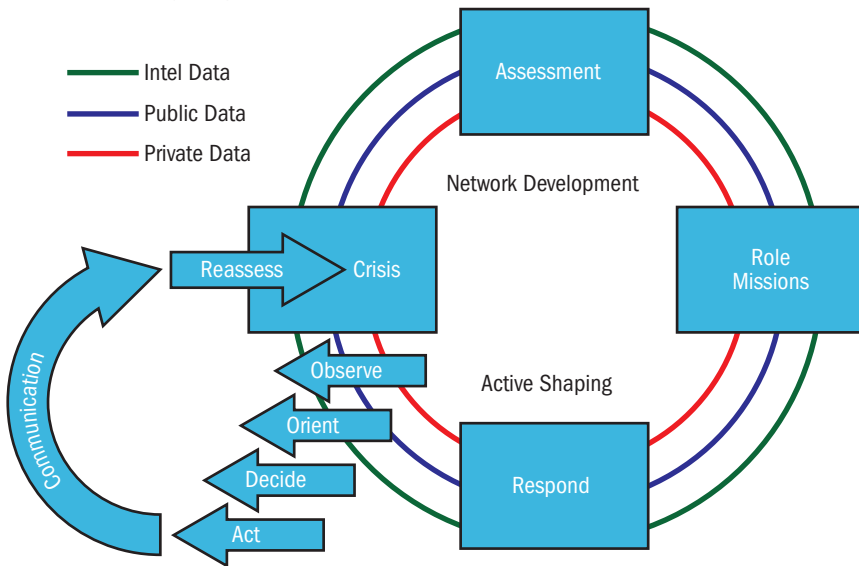 Intel Data
Public Data
Private Data
Assessment
Network Development
Reassess
Crisis
Role
Missions
Observe
Active Shaping
Orient
Communication
Decide
Respond
Act